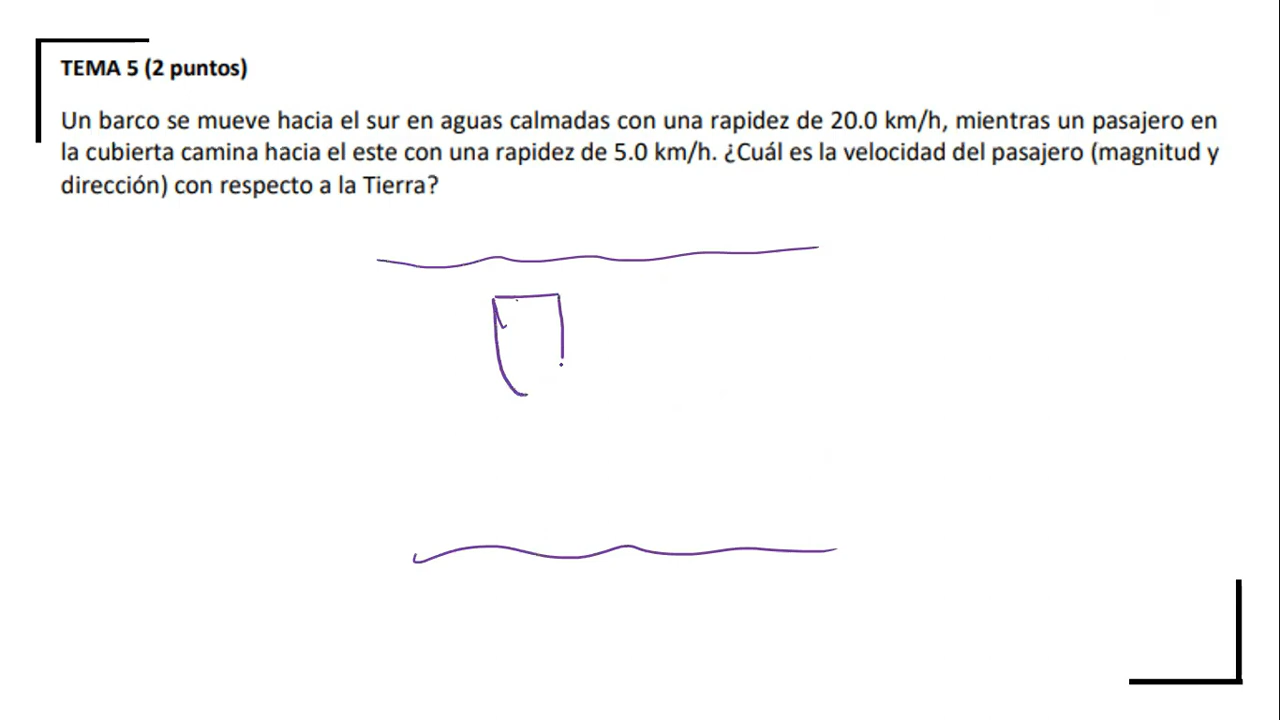 TEMA 5 (2 puntos)
Un barco se mueve hacia el sur en aguas calmadas con una rapidez de 20.0 km/h, mientras un pasajero en
la cubierta camina hacia el este con una rapidez de 5.0 km/h. ¿Cuál es la velocidad del pasajero (magnitud y
dirección) con respecto a la Tierra?